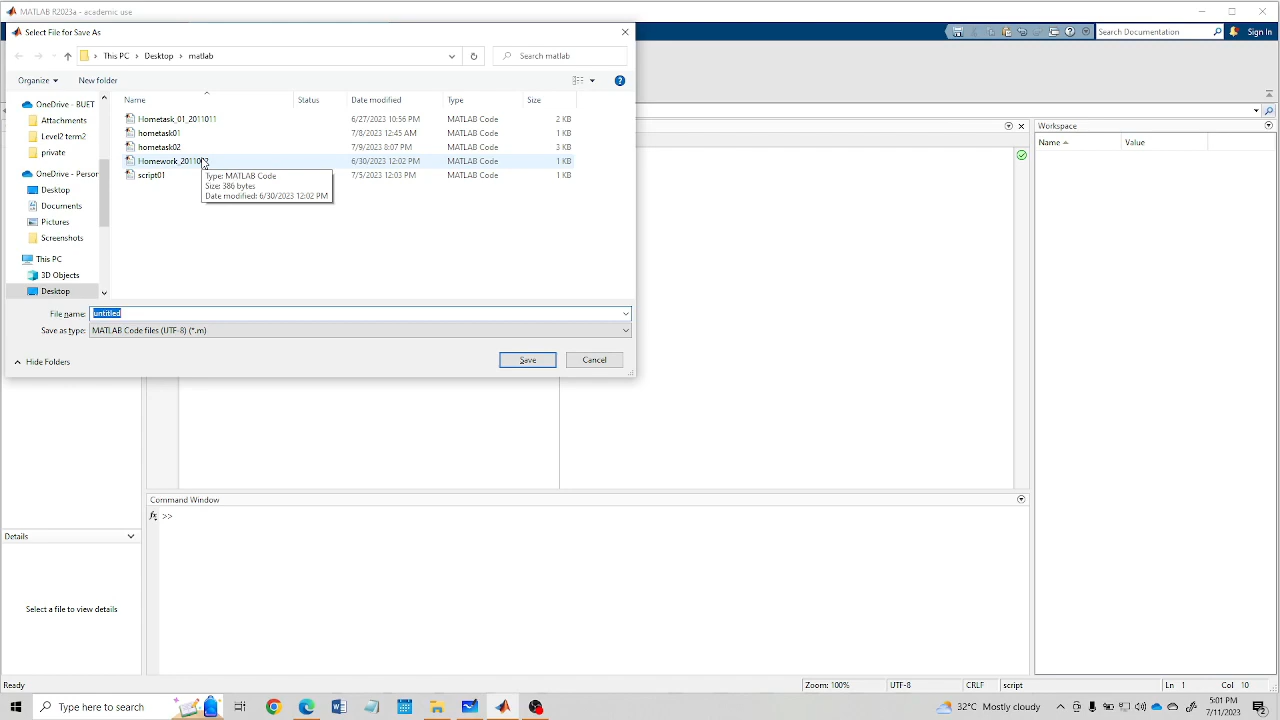 MATLAB R2023a - academic use
Select File for Save As
Search Documentation
Sign In
This PC > Desktop > matlab
Search matlab
Organize
New folder
Name Status Date modified Type Size
OneDrive - BUET
Attachments
Level2 term2
private
OneDrive - Person
Desktop
Documents
Pictures
Screenshots
This PC
3D Objects
Desktop
Hometask_01_2011011 6/27/2023 10:56 PM MATLAB Code 2 KB
hometask01 7/8/2023 12:45 AM MATLAB Code 1 KB
hometask02 7/9/2023 8:07 PM MATLAB Code 3 KB
6/30/2023 12:02 PM MATLAB Code 1 KB
script01 7/5/2023 12:03 PM MATLAB Code 1 KB
Type: MATLAB Code
Size: 386 bytes
Date modified: 6/30/2023 12:02 PM
File name: untitled
Save as type: MATLAB Code files (UTF-8) (*.m)
Hide Folders
Save
Cancel
Workspace
Name Value
Command Window
fx >>
Details
Select a file to view details
Ready
Zoom: 100%
UTF-8
CRLF
script
Ln 1
Col 10
Type here to search
32°C Mostly cloudy
5:01 PM
7/11/2023
2